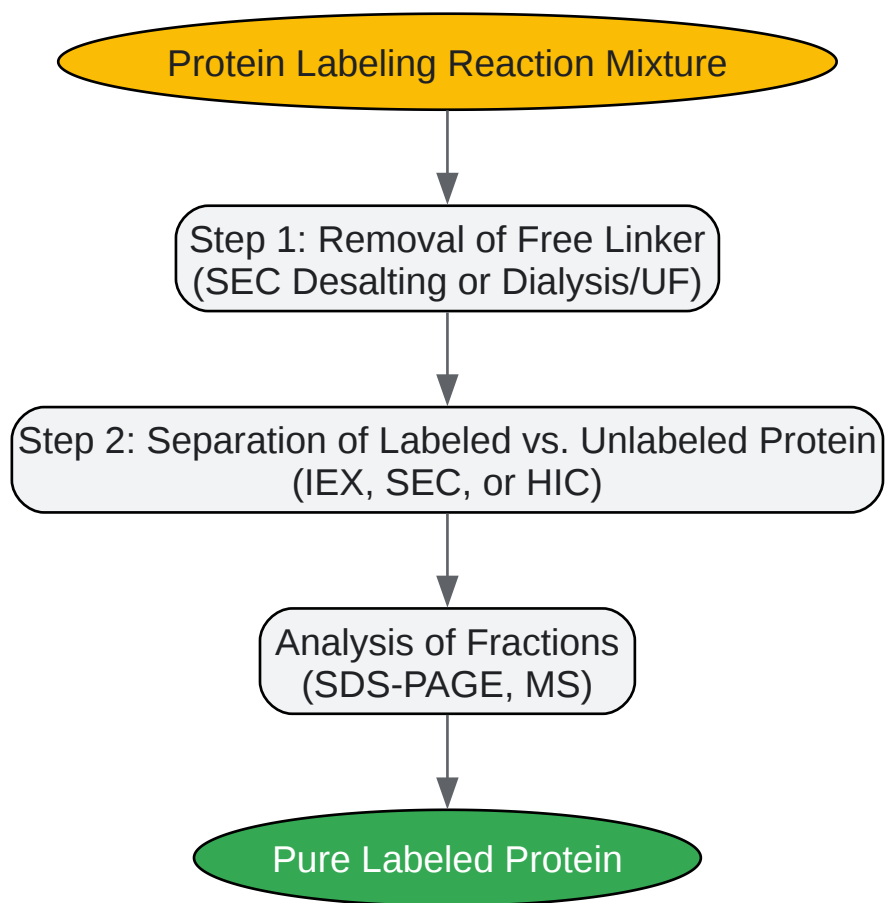 Protein Labeling Reaction Mixture
Step 1: Removal of Free Linker
(SEC Desalting or Dialysis/UF)
Step 2: Separation of Labeled vs. Unlabeled Protein
(IEX, SEC, or HIC)
Analysis of Fractions
(SDS-PAGE, MS)
Pure Labeled Protein